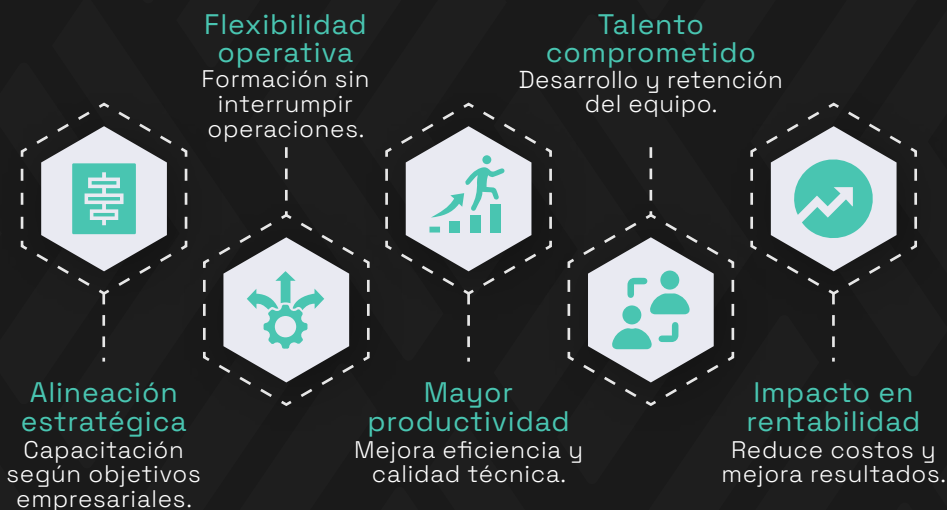 Flexibilidad
operativa
Formación sin
interrumpir
operaciones.
Talento
comprometido
Desarrollo y retención
del equipo.
Alineación
estratégica
Capacitación
según objetivos
empresariales.
Mayor
productividad
Mejora eficiencia y
calidad técnica.
Impacto en
rentabilidad
Reduce costos y
mejora resultados.